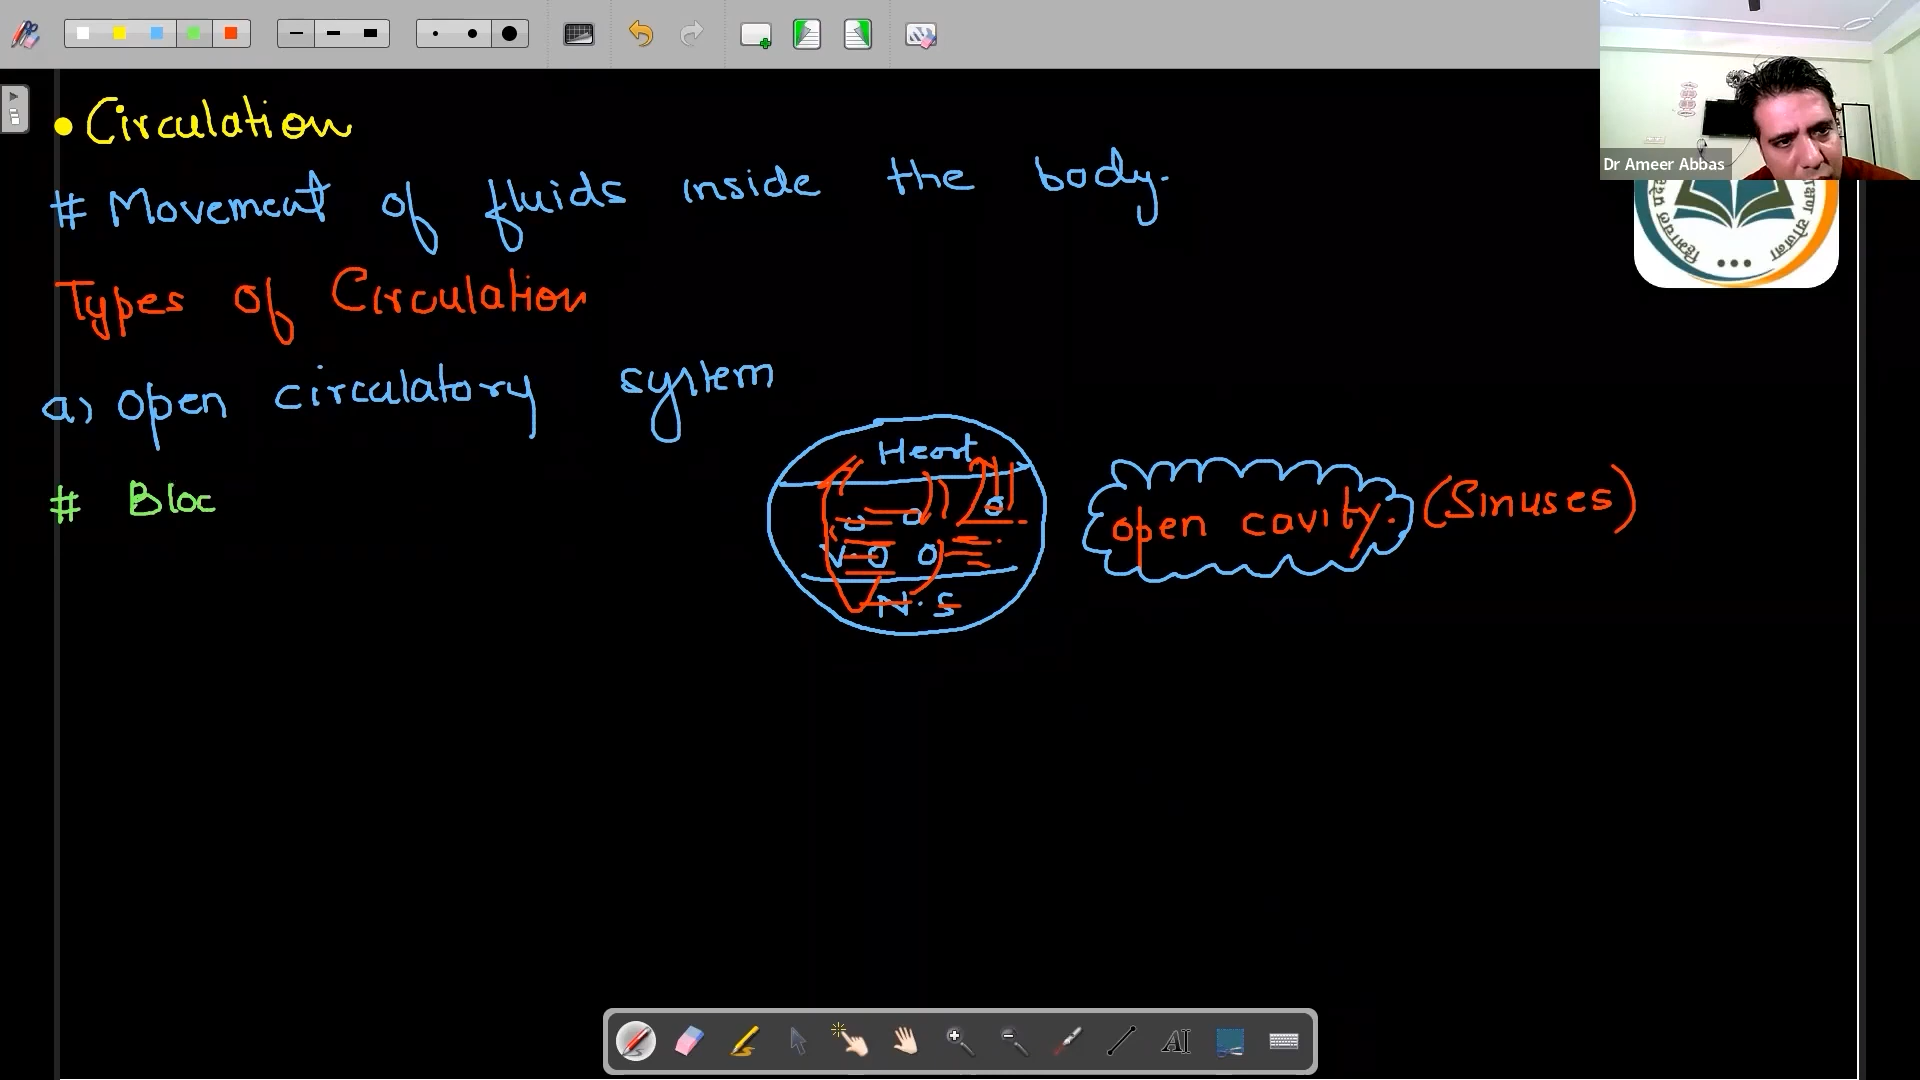 Dr Ameer Abbas
• Circulation
# Movement of fluids inside the body.
Types of Circulation
a) open circulatory system
Heart
open cavity. (Sinuses)
# Bloc
V.O
N.S
AI